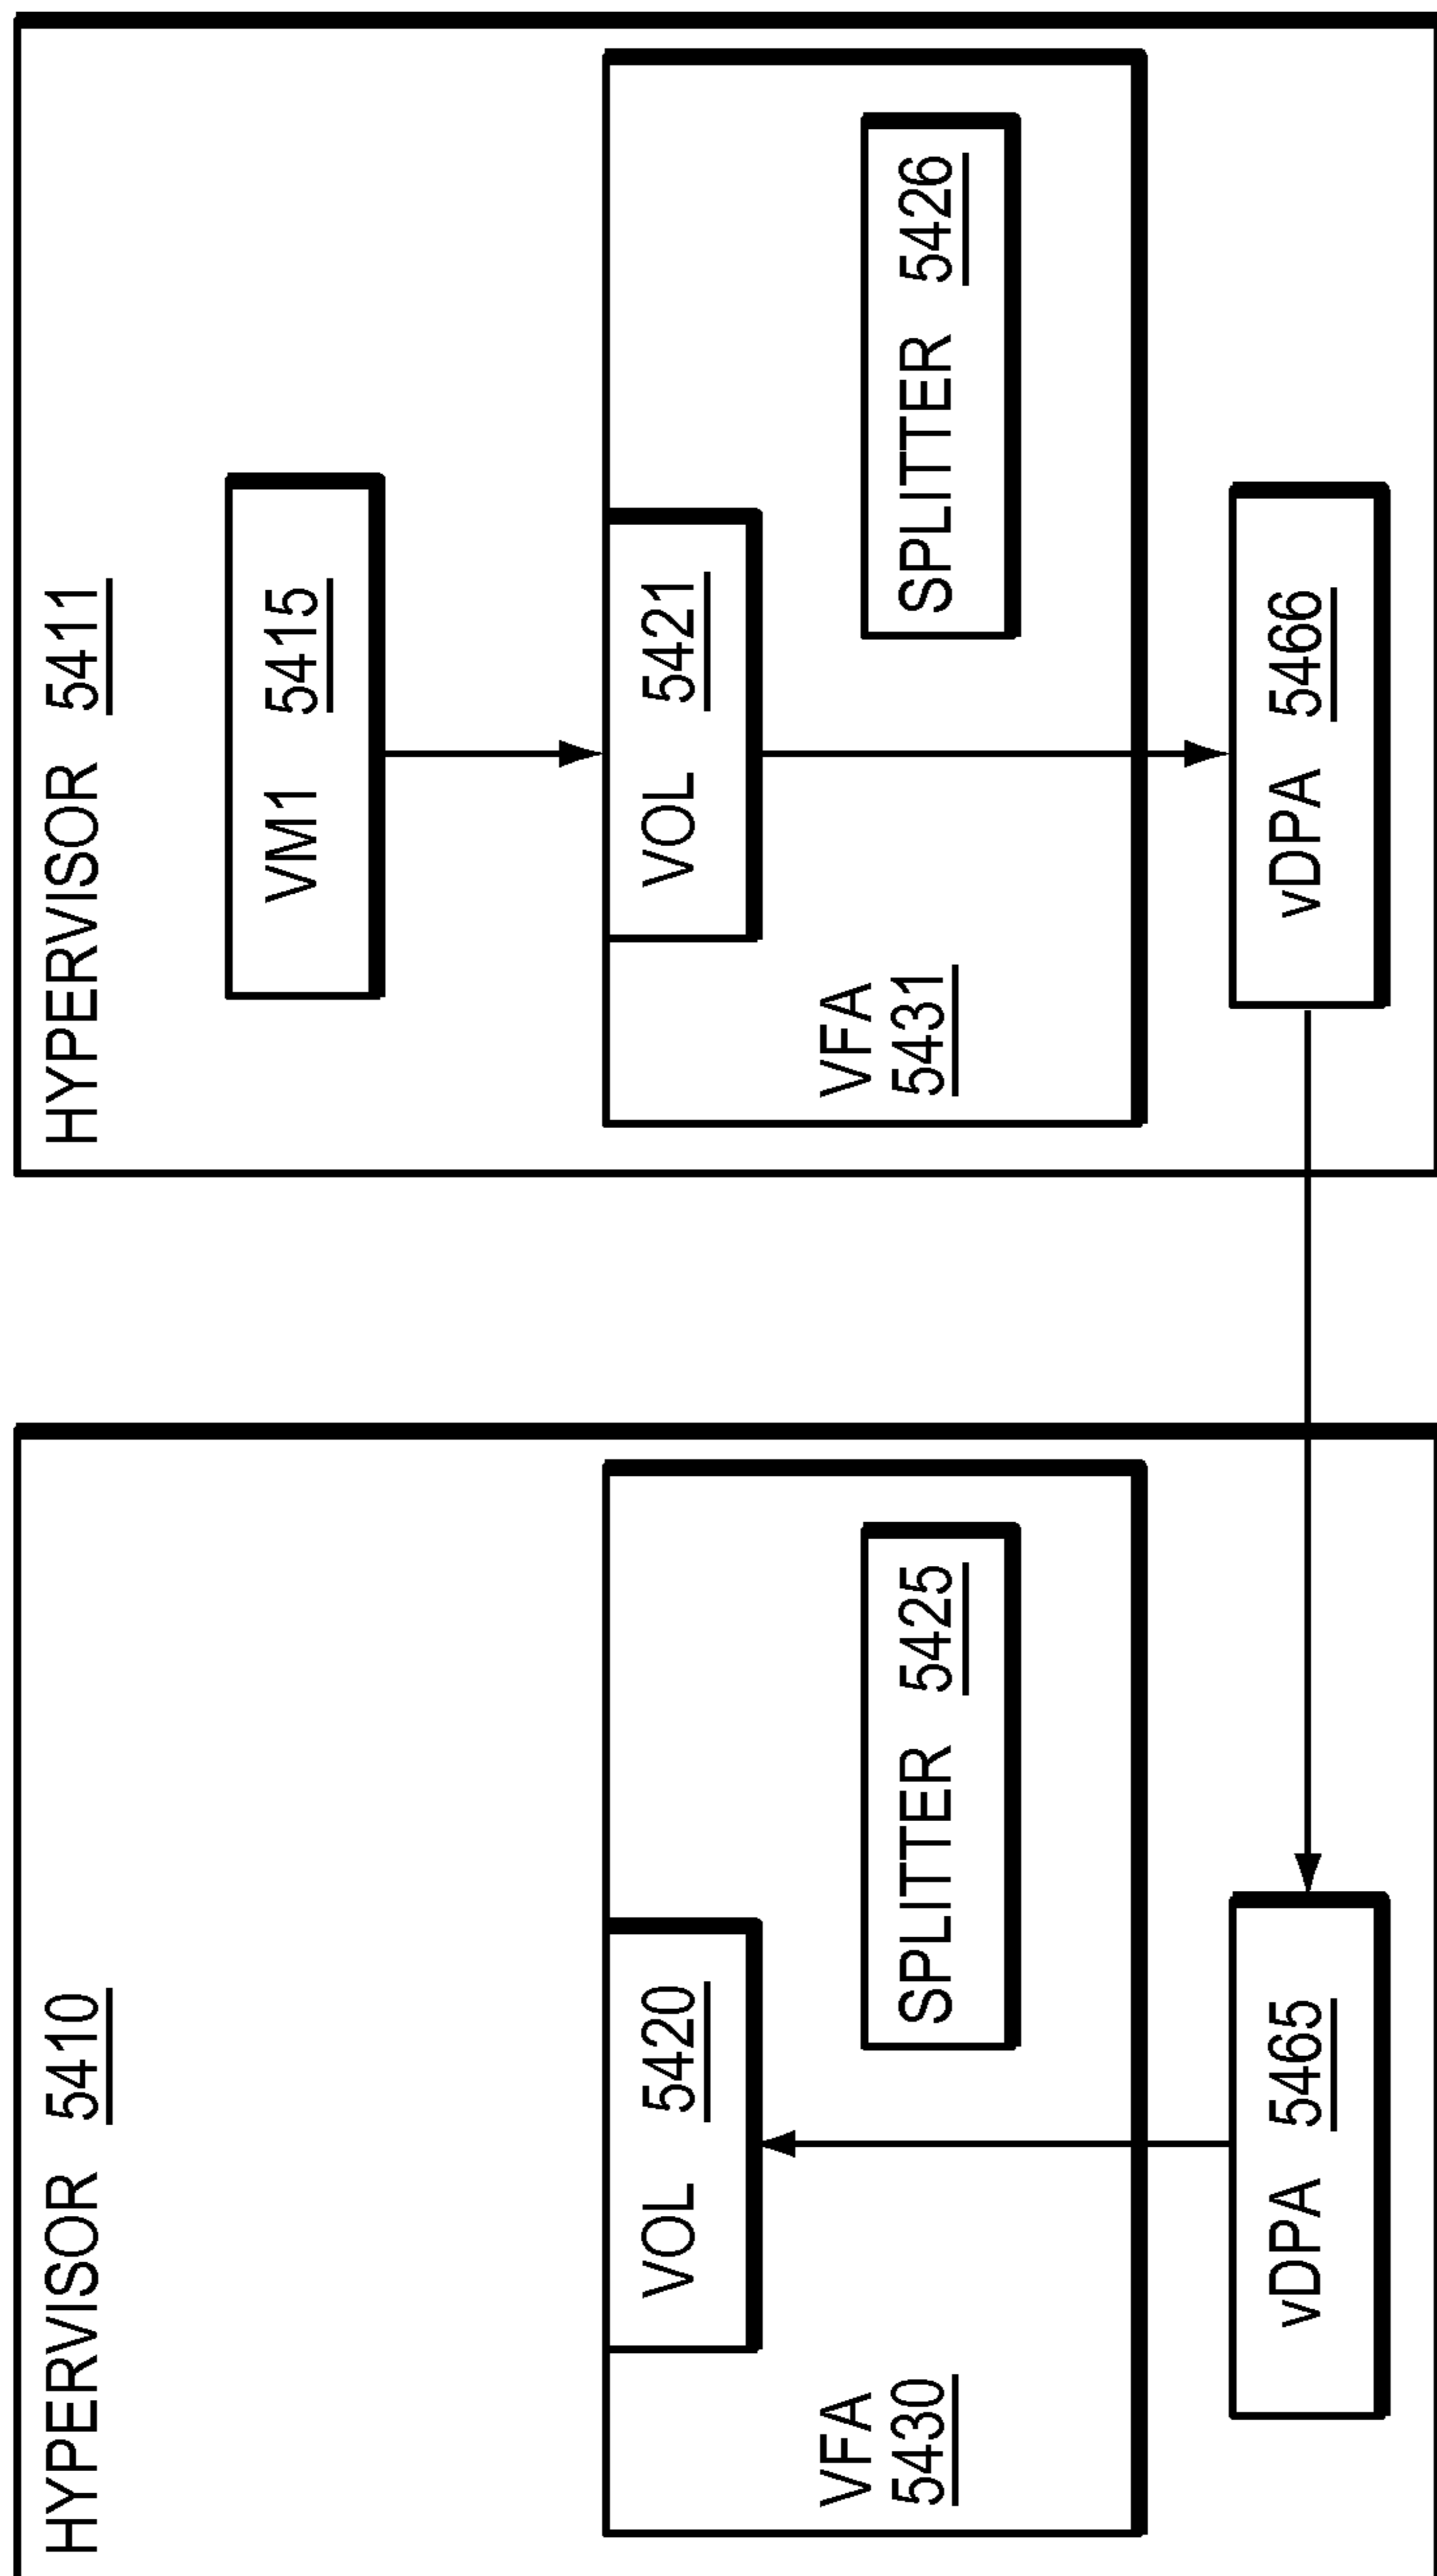 HYPERVISOR 5410
VOL 5420
VFA
5430
SPLITTER 5425
vDPA 5465
HYPERVISOR 5411
VM1 5415
VOL 5421
VFA
5431
SPLITTER 5426
vDPA 5466